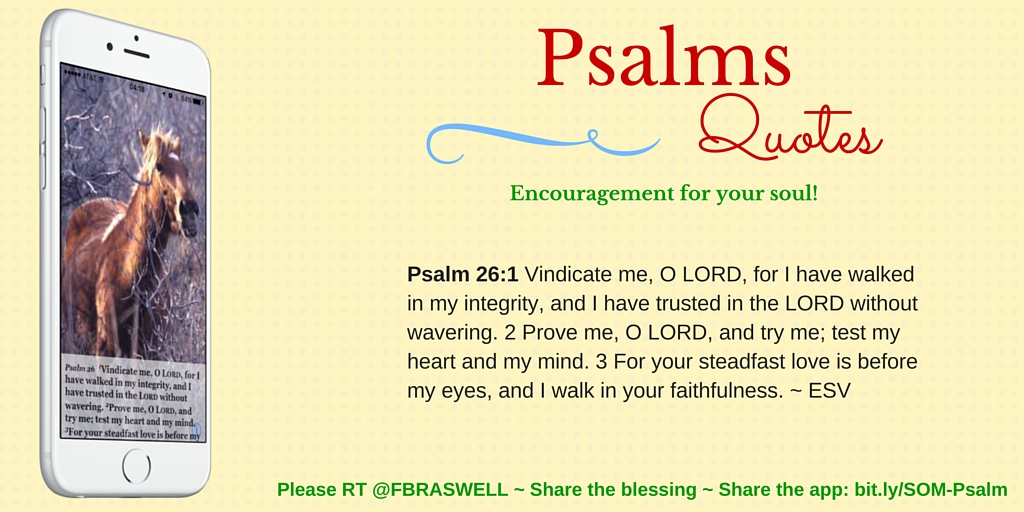 AT&T
04:18
84%
Psalm 26 ¹Vindicate me, O LORD, for I
have walked in my integrity, and I
have trusted in the LORD without
wavering. ²Prove me, O LORD, and
try me; test my heart and my mind.
³For your steadfast love is before my
Psalms
Quotes
Encouragement for your soul!
Psalm 26:1 Vindicate me, O LORD, for I have walked
in my integrity, and I have trusted in the LORD without
wavering. 2 Prove me, O LORD, and try me; test my
heart and my mind. 3 For your steadfast love is before
my eyes, and I walk in your faithfulness. ~ ESV
Please RT @FBRASWELL ~ Share the blessing ~ Share the app: bit.ly/SOM-Psalm